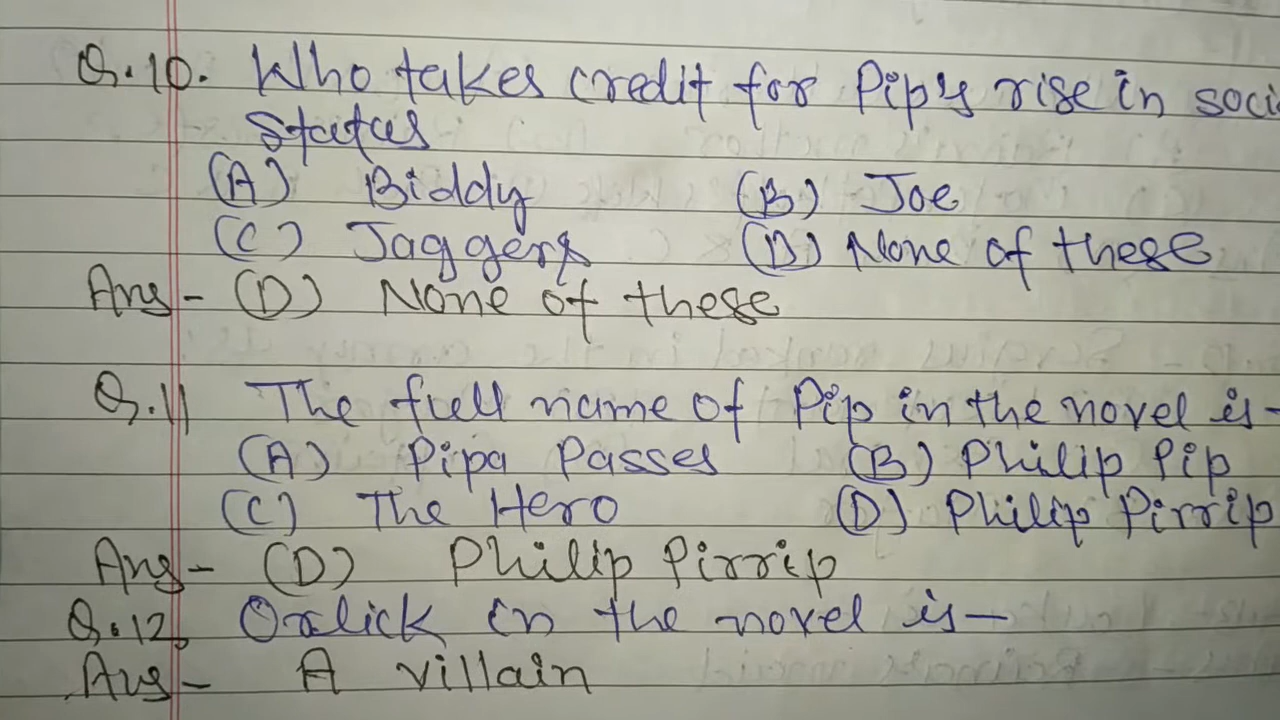 Q.10. Who takes credit for Pip's rise in soci
Status
(A) Biddy (B) Joe
(C) Jaggers (D) None of these
Ans - (D) None of these
Q.11 The full name of Pip in the novel is-
(A) Pipa Passes (B) Philip Pip
(C) The Hero (D) Philip Pirrip
Ans - (D) Philip Pirrip
Q.12. Orlick in the novel is-
Ans - A villain